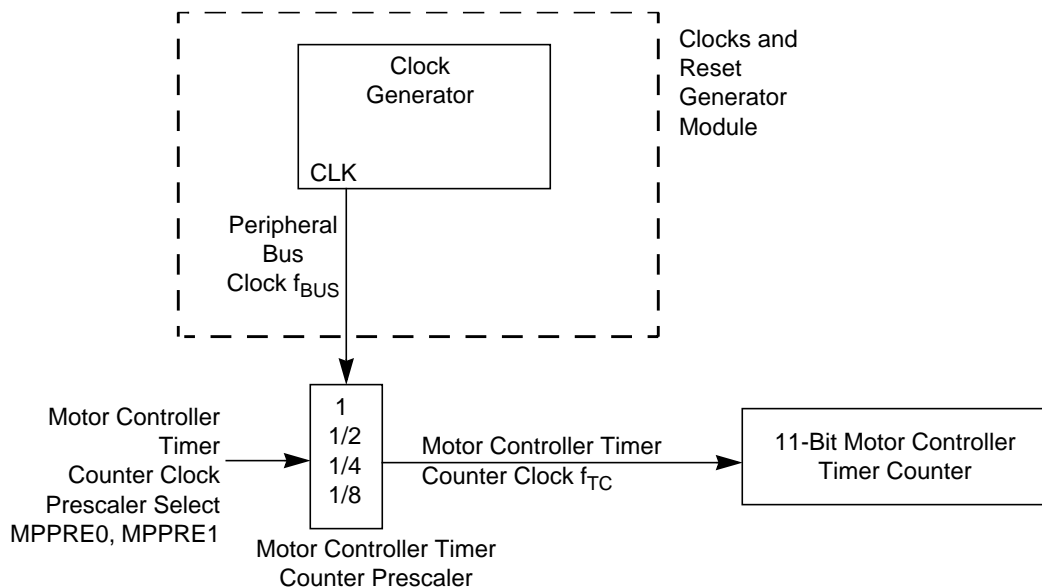 Clock
Generator
CLK
Clocks and
Reset
Generator
Module
Peripheral
Bus
Clock fBUS
Motor Controller
Timer
Counter Clock
Prescaler Select
MPPRE0, MPPRE1
1
1/2
1/4
1/8
Motor Controller Timer
Counter Prescaler
Motor Controller Timer
Counter Clock fTC
11-Bit Motor Controller
Timer Counter